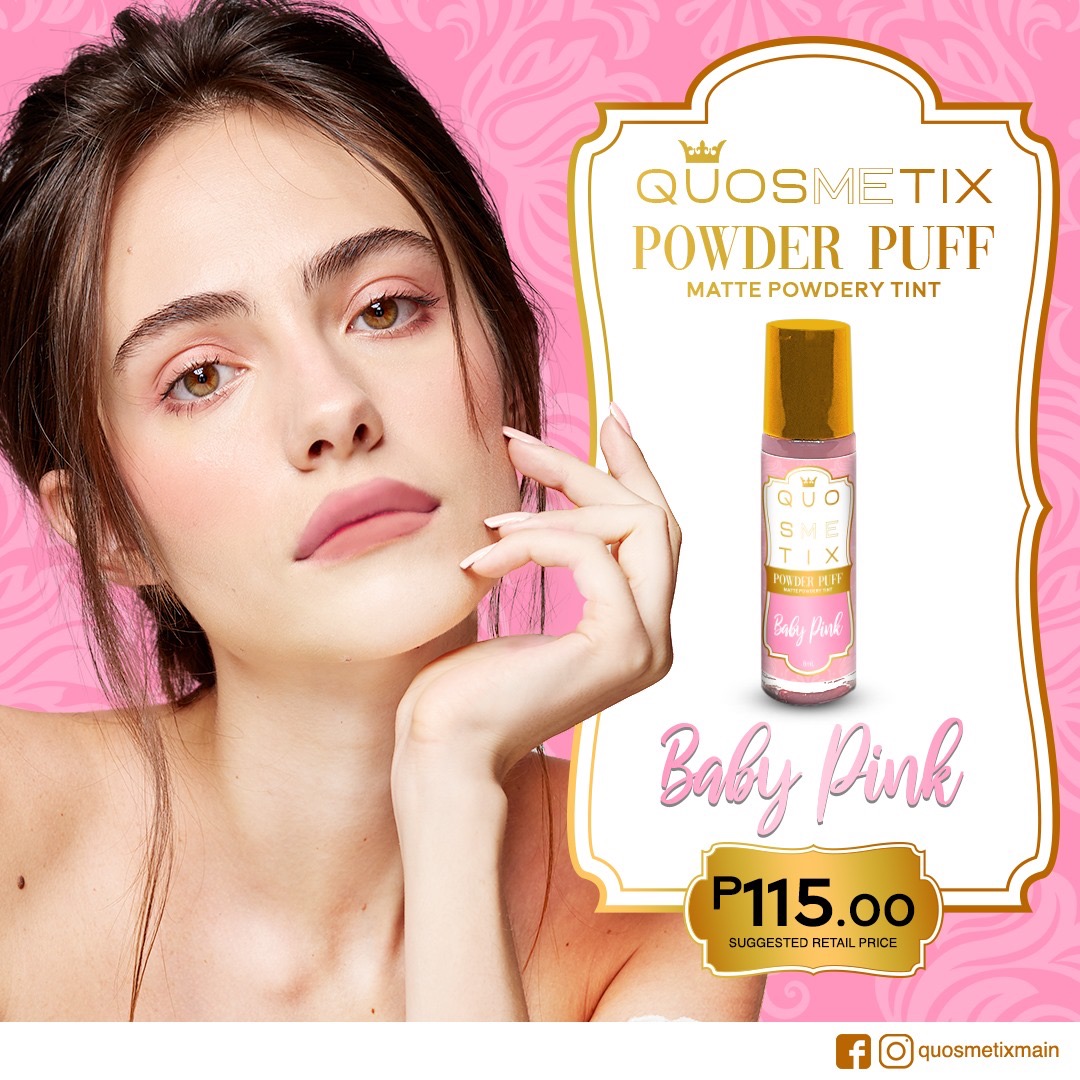 QUOSMETIX
POWDER PUFF
MATTE POWDERY TINT
QUO
SME
TIX
POWDER PUFF
MATTE POWDERY TINT
Baby Pink
Baby Pink
P115.00
SUGGESTED RETAIL PRICE
quosmetixmain